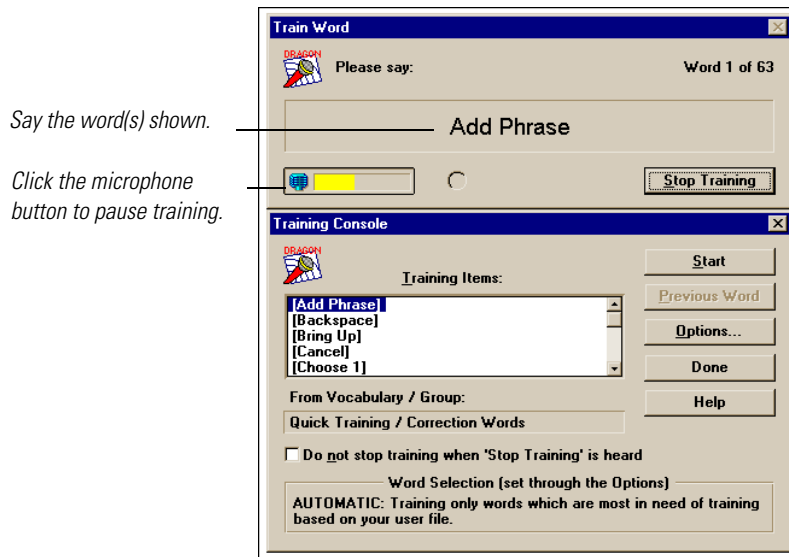 Train Word
DRAGON
Please say:
Word 1 of 63
Say the word(s) shown.
Add Phrase
Click the microphone
button to pause training.
Stop Training
Training Console
DRAGON
Training Items:
Start
[Add Phrase]
[Backspace]
[Bring Up]
[Cancel]
[Choose 1]
Previous Word
Options...
Done
Help
From Vocabulary / Group:
Quick Training / Correction Words
Do not stop training when 'Stop Training' is heard
Word Selection (set through the Options)
AUTOMATIC: Training only words which are most in need of training
based on your user file.